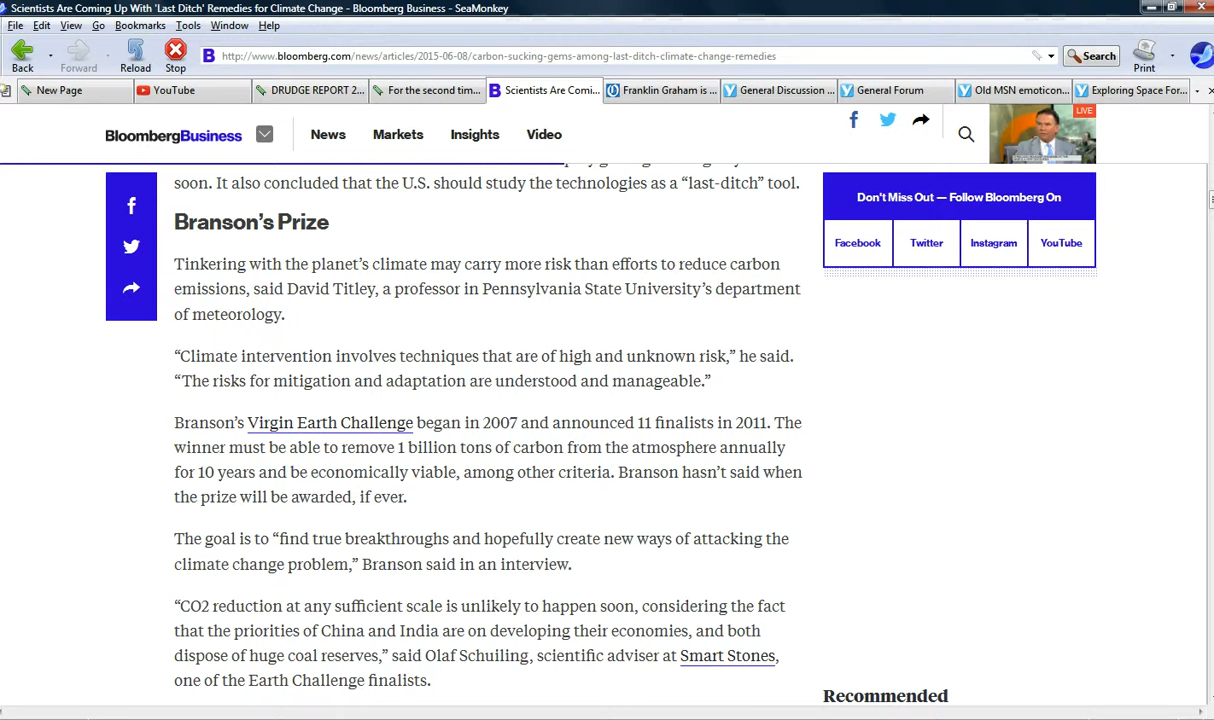 Scientists Are Coming Up With 'Last Ditch' Remedies for Climate Change - Bloomberg Business - SeaMonkey
File Edit View Go Bookmarks Tools Window Help
Back Forward Reload Stop
http://www.bloomberg.com/news/articles/2015-06-08/carbon-sucking-gems-among-last-ditch-climate-change-remedies
Search Print
New Page YouTube DRUDGE REPORT 2... For the second tim... Scientists Are Comi... Franklin Graham is ... General Discussion ... General Forum Old MSN emoticon... Exploring Space For...
BloombergBusiness News Markets Insights Video
LIVE
soon. It also concluded that the U.S. should study the technologies as a “last-ditch” tool.
Branson’s Prize
Tinkering with the planet’s climate may carry more risk than efforts to reduce carbon
emissions, said David Titley, a professor in Pennsylvania State University’s department
of meteorology.
“Climate intervention involves techniques that are of high and unknown risk,” he said.
“The risks for mitigation and adaptation are understood and manageable.”
Branson’s Virgin Earth Challenge began in 2007 and announced 11 finalists in 2011. The
winner must be able to remove 1 billion tons of carbon from the atmosphere annually
for 10 years and be economically viable, among other criteria. Branson hasn’t said when
the prize will be awarded, if ever.
The goal is to “find true breakthroughs and hopefully create new ways of attacking the
climate change problem,” Branson said in an interview.
“CO2 reduction at any sufficient scale is unlikely to happen soon, considering the fact
that the priorities of China and India are on developing their economies, and both
dispose of huge coal reserves,” said Olaf Schuiling, scientific adviser at Smart Stones,
one of the Earth Challenge finalists.
Don't Miss Out — Follow Bloomberg On
Facebook Twitter Instagram YouTube
Recommended